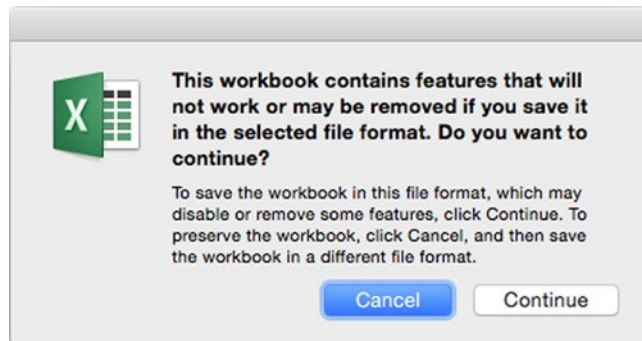 This workbook contains features that will
not work or may be removed if you save it
in the selected file format. Do you want to
continue?
To save the workbook in this file format, which may
disable or remove some features, click Continue. To
preserve the workbook, click Cancel, and then save
the workbook in a different file format.
Cancel Continue